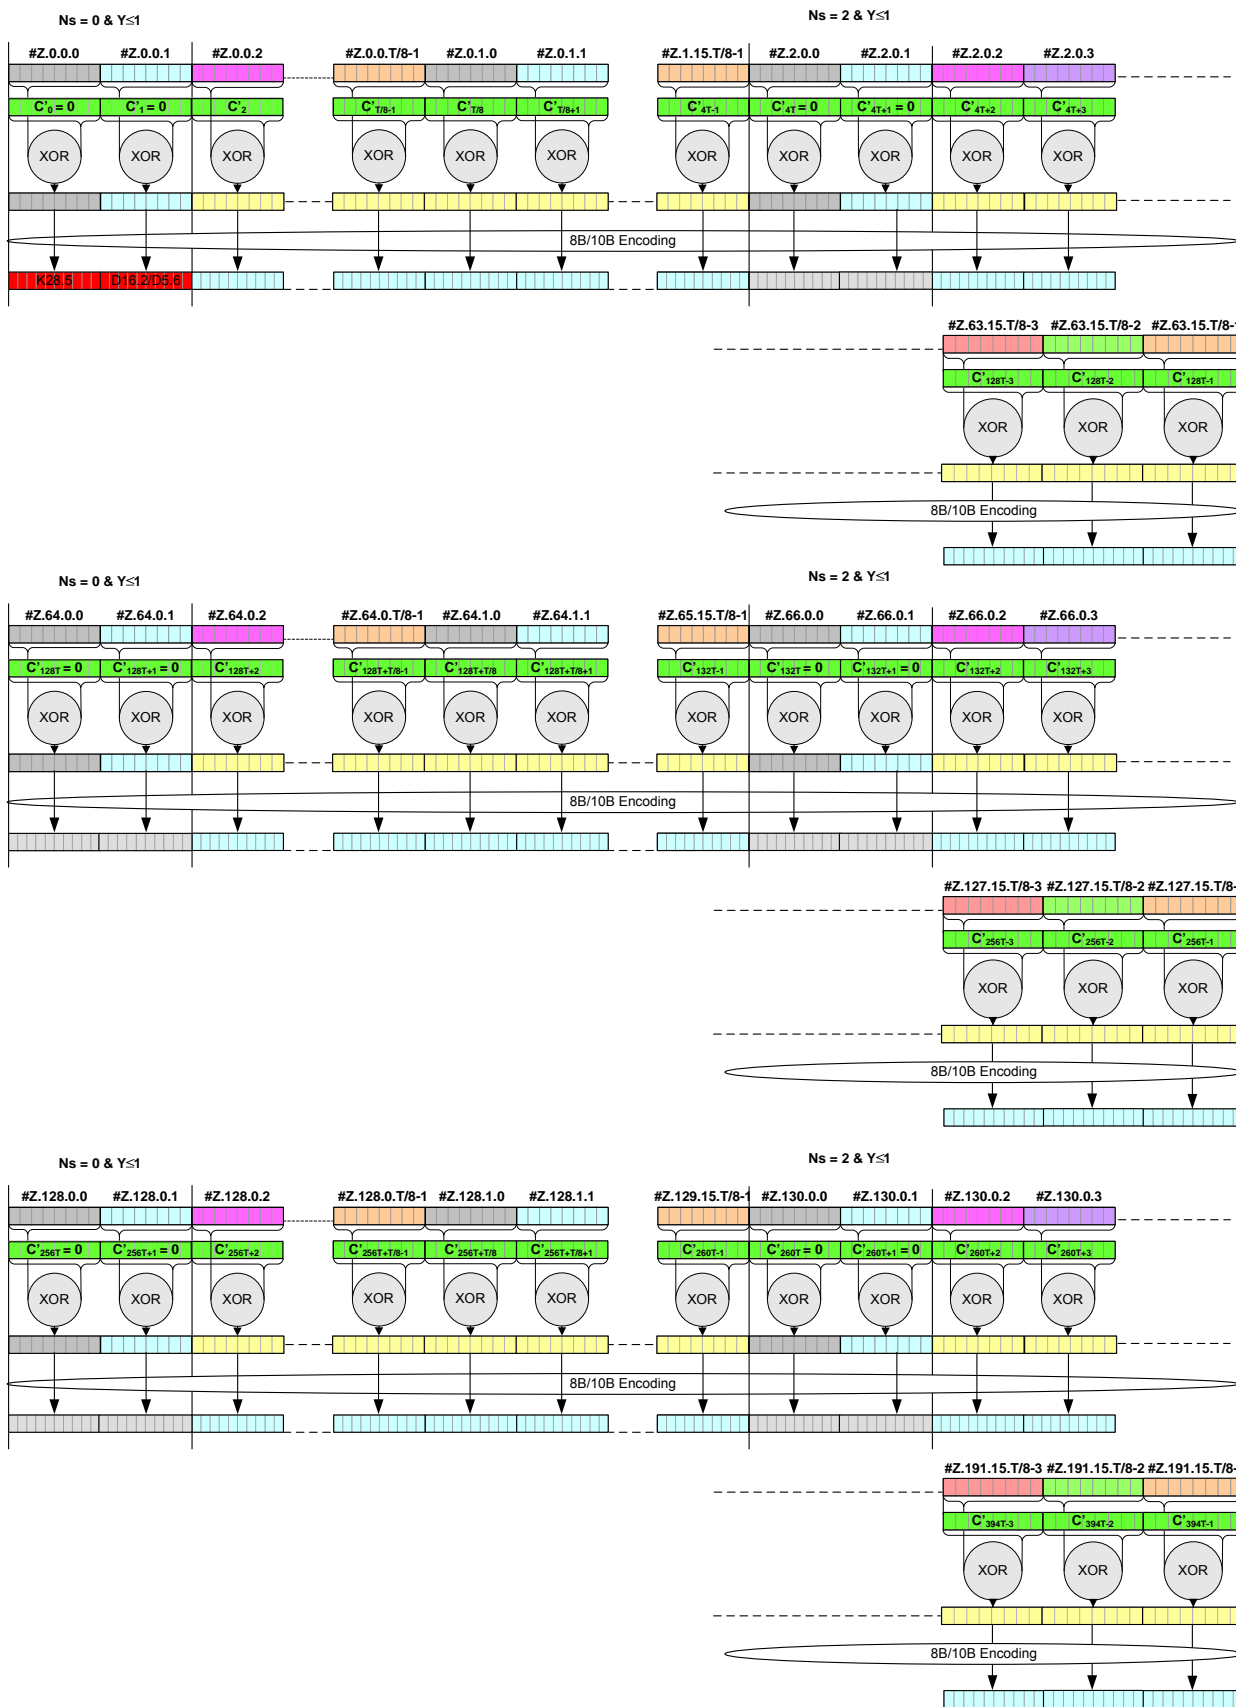 Ns = 0 & Y≤1 Ns = 2 & Y≤1
#Z.0.0.0 #Z.0.0.1 #Z.0.0.2 #Z.0.0.T/8-1 #Z.0.1.0 #Z.0.1.1 #Z.1.15.T/8-1 #Z.2.0.0 #Z.2.0.1 #Z.2.0.2 #Z.2.0.3
C'0 = 0 C'1 = 0 C'2 C'T/8-1 C'T/8 C'T/8+1 C'4T-1 C'4T = 0 C'4T+1 = 0 C'4T+2 C'4T+3
XOR XOR XOR XOR XOR XOR XOR XOR XOR XOR XOR
8B/10B Encoding
K28.5 D16.2/D5.6
#Z.63.15.T/8-3 #Z.63.15.T/8-2 #Z.63.15.T/8-1
C'128T-3 C'128T-2 C'128T-1
XOR XOR XOR
8B/10B Encoding
Ns = 0 & Y≤1 Ns = 2 & Y≤1
#Z.64.0.0 #Z.64.0.1 #Z.64.0.2 #Z.64.0.T/8-1 #Z.64.1.0 #Z.64.1.1 #Z.65.15.T/8-1 #Z.66.0.0 #Z.66.0.1 #Z.66.0.2 #Z.66.0.3
C'128T = 0 C'128T+1 = 0 C'128T+2 C'128T+T/8-1 C'128T+T/8 C'128T+T/8+1 C'132T-1 C'132T = 0 C'132T+1 = 0 C'132T+2 C'132T+3
XOR XOR XOR XOR XOR XOR XOR XOR XOR XOR XOR
8B/10B Encoding
#Z.127.15.T/8-3 #Z.127.15.T/8-2 #Z.127.15.T/8-
C'256T-3 C'256T-2 C'256T-1
XOR XOR XOR
8B/10B Encoding
Ns = 0 & Y≤1 Ns = 2 & Y≤1
#Z.128.0.0 #Z.128.0.1 #Z.128.0.2 #Z.128.0.T/8-1 #Z.128.1.0 #Z.128.1.1 #Z.129.15.T/8-1 #Z.130.0.0 #Z.130.0.1 #Z.130.0.2 #Z.130.0.3
C'256T = 0 C'256T+1 = 0 C'256T+2 C'256T+T/8-1 C'256T+T/8 C'256T+T/8+1 C'260T-1 C'260T = 0 C'260T+1 = 0 C'260T+2 C'260T+3
XOR XOR XOR XOR XOR XOR XOR XOR XOR XOR XOR
8B/10B Encoding
#Z.191.15.T/8-3 #Z.191.15.T/8-2 #Z.191.15.T/8-
C'394T-3 C'394T-2 C'394T-1
XOR XOR XOR
8B/10B Encoding